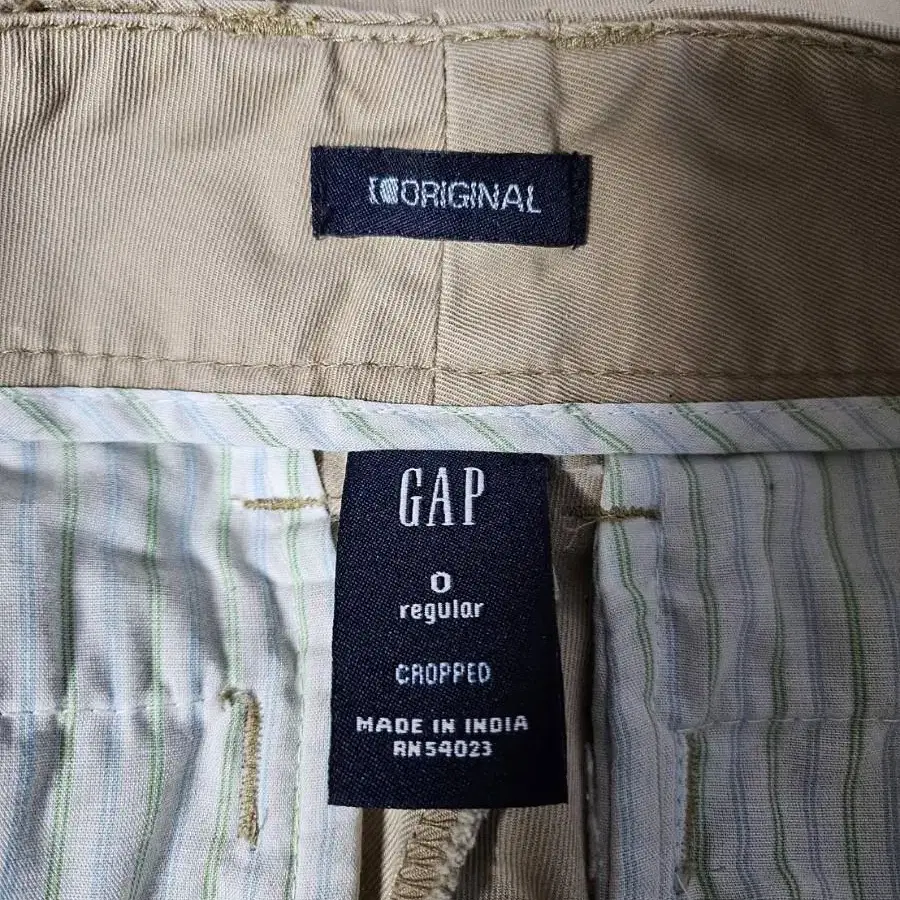 ORIGINAL
GAP
0
regular
CROPPED
MADE IN INDIA
RN54023